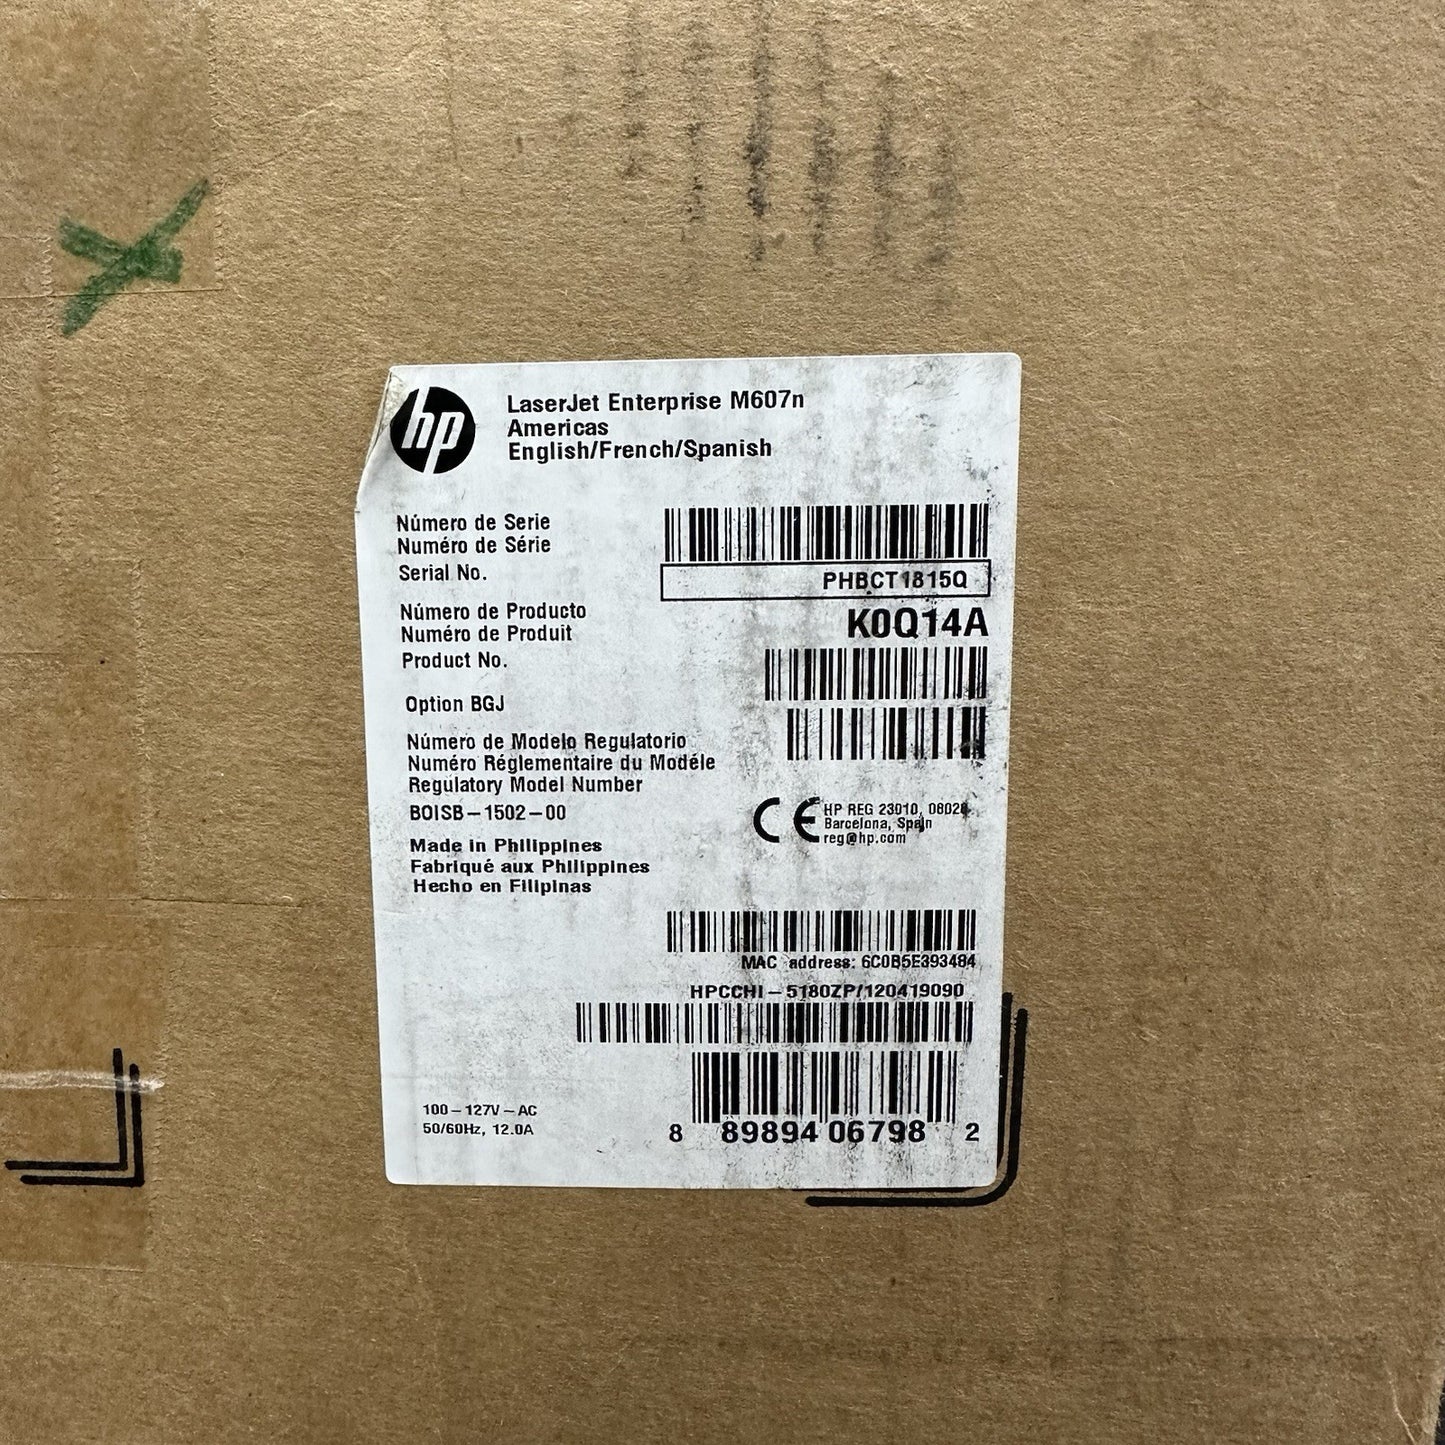 hp
LaserJet Enterprise M607n
Americas
English/French/Spanish
Número de Serie
Numéro de Série
Serial No.
PHBCT1815Q
Número de Producto
Numéro de Produit
Product No.
K0Q14A
Option BGJ
Número de Modelo Regulatorio
Numéro Réglementaire du Modéle
Regulatory Model Number
BOISB-1502-00
HP REG 23010, 08028
Barcelona, Spain
reg@hp.com
Made in Philippines
Fabriqué aux Philippines
Hecho en Filipinas
MAC address: 6C0B5E393484
HPCCHI-5180ZP/120419090
100-127V-AC
50/60Hz, 12.0A
8 89894 06798 2